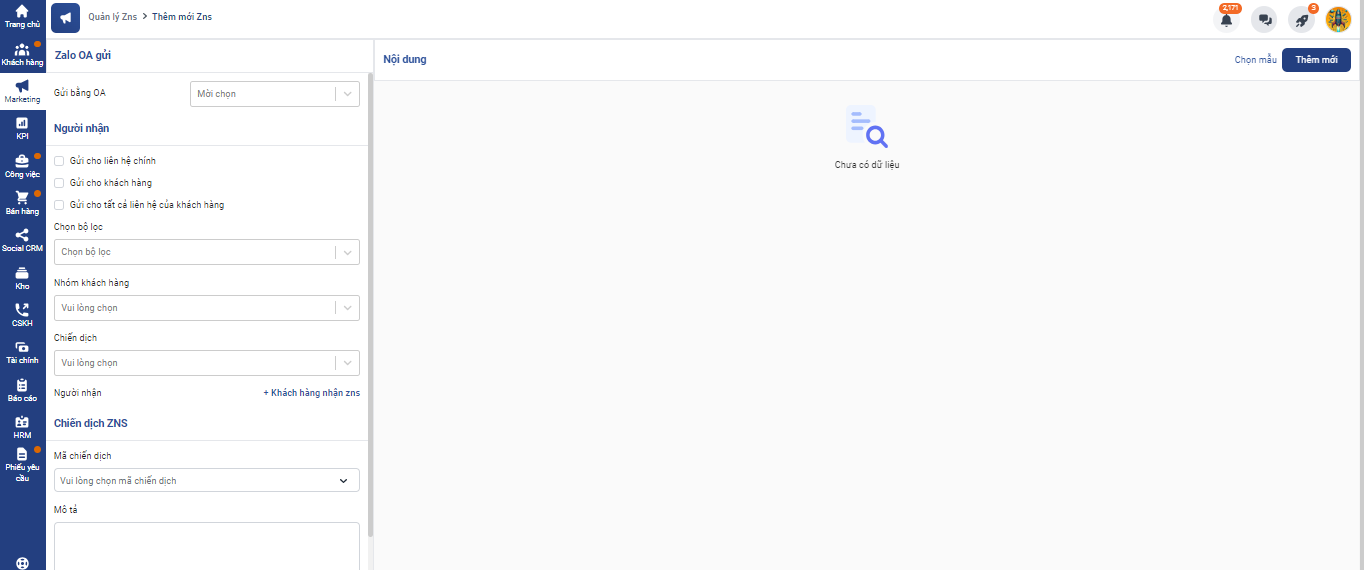 Trang chủ
Khách hàng
Marketing
KPI
Công việc
Bán hàng
Social CRM
Kho
CSKH
Tài chính
Báo cáo
HRM
Phiếu yêu
cầu
Quản lý Zns > Thêm mới Zns
2,171
3
Zalo OA gửi
Gửi bằng OA
Mời chọn
Người nhận
Gửi cho liên hệ chính
Gửi cho khách hàng
Gửi cho tất cả liên hệ của khách hàng
Chọn bộ lọc
Chọn bộ lọc
Nhóm khách hàng
Vui lòng chọn
Chiến dịch
Vui lòng chọn
Người nhận
+ Khách hàng nhận zns
Chiến dịch ZNS
Mã chiến dịch
Vui lòng chọn mã chiến dịch
Mô tả
Nội dung
Chọn mẫu
Thêm mới
Chưa có dữ liệu